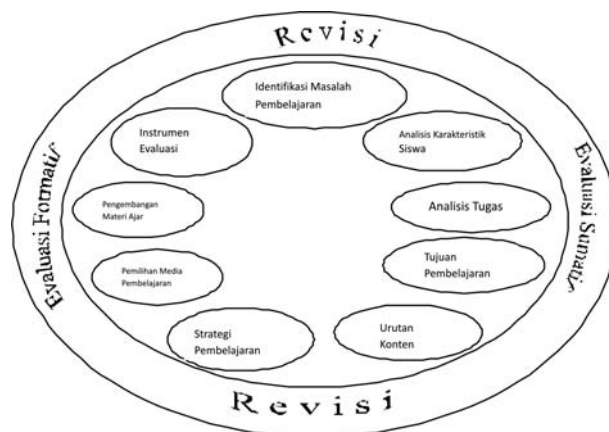 Revisi
Identifikasi Masalah
Pembelajaran
Instrumen
Evaluasi
Analisis Karakteristik
Siswa
Evaluasi Formatif
Evaluasi Sumatif
Pengembangan
Materi Ajar
Analisis Tugas
Pemilihan Media
Pembelajaran
Tujuan
Pembelajaran
Strategi
Pembelajaran
Urutan
Konten
Revisi